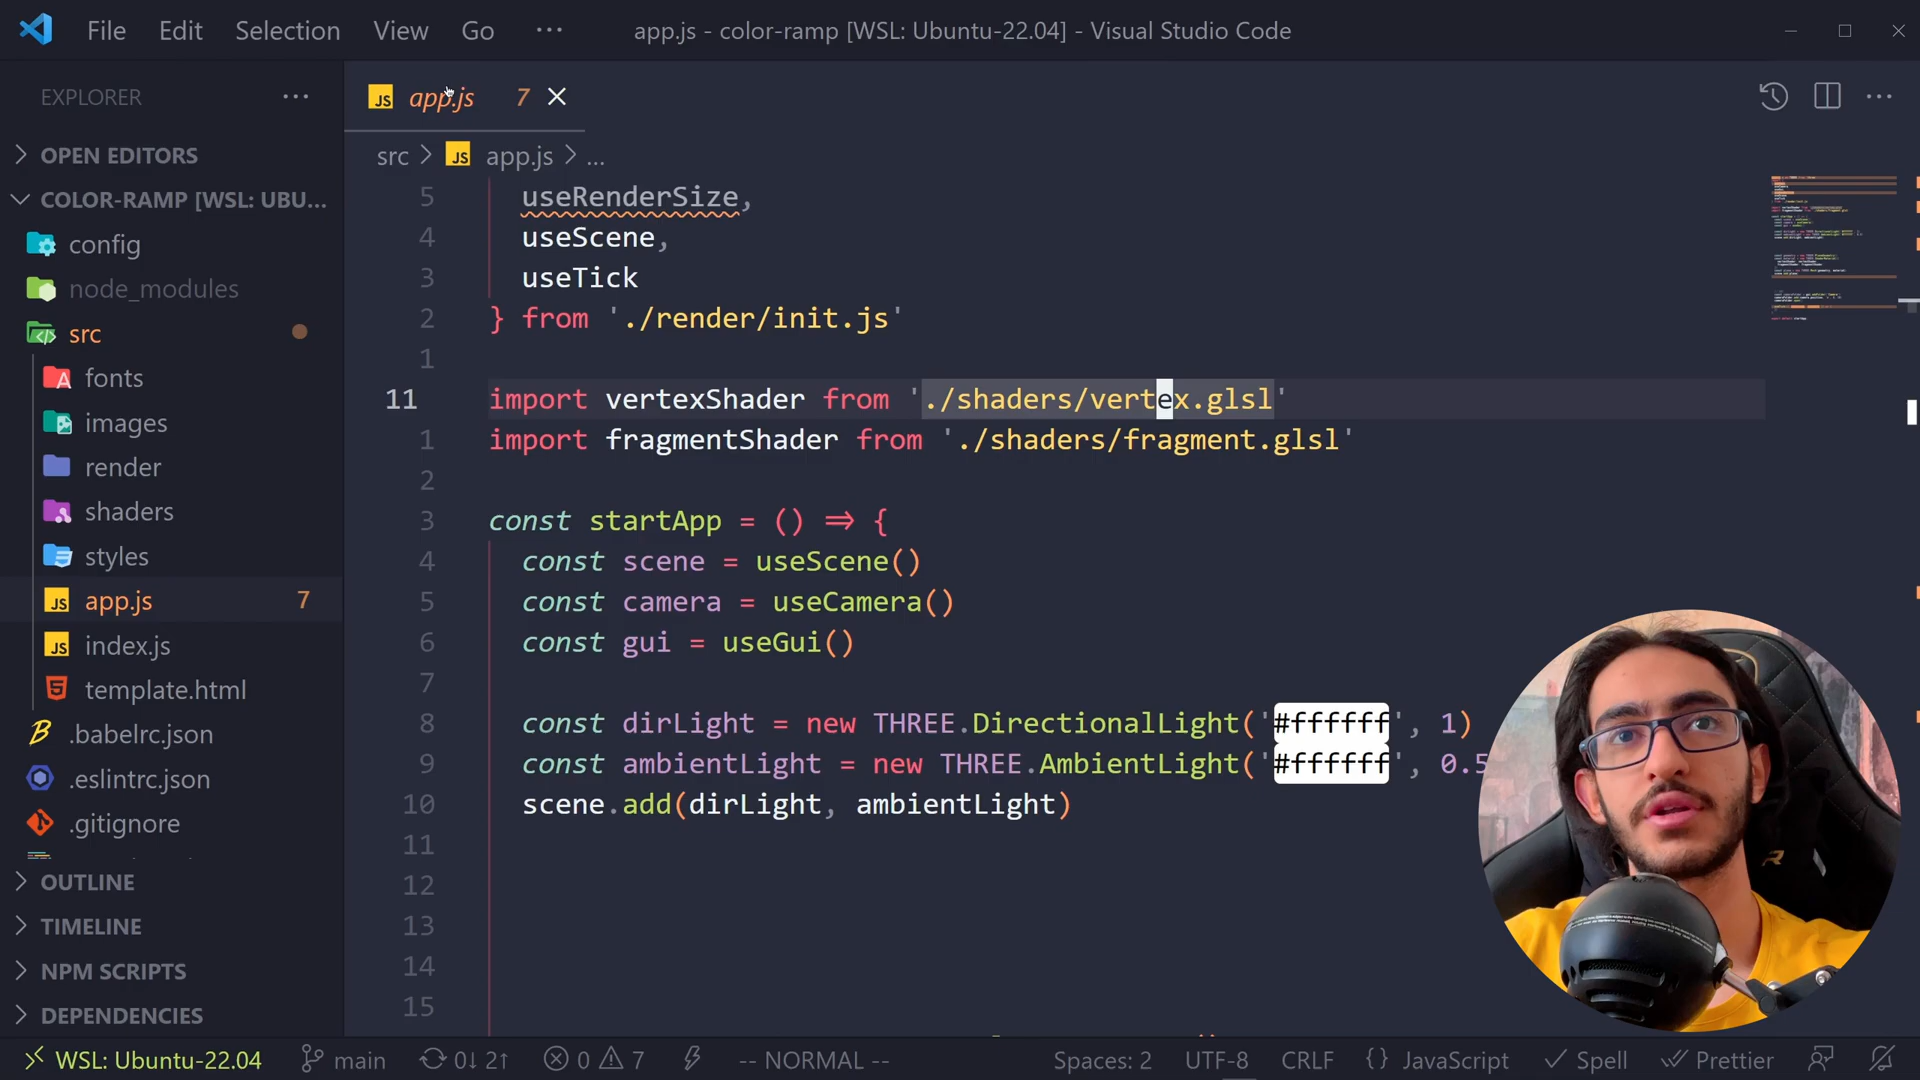 File Edit Selection View Go ··· app.js - color-ramp [WSL: Ubuntu-22.04] - Visual Studio Code
EXPLORER ···
JS app.js 7
OPEN EDITORS
src > JS app.js > ...
COLOR-RAMP [WSL: UBU...
config
node_modules
src
fonts
images
render
shaders
styles
JS app.js 7
JS index.js
template.html
.babelrc.json
.eslintrc.json
.gitignore
OUTLINE
TIMELINE
NPM SCRIPTS
DEPENDENCIES
5 useRenderSize,
4 useScene,
3 useTick
2 } from './render/init.js'
1
11 import vertexShader from './shaders/vertex.glsl'
1 import fragmentShader from './shaders/fragment.glsl'
2
3 const startApp = () => {
4 const scene = useScene()
5 const camera = useCamera()
6 const gui = useGui()
7
8 const dirLight = new THREE.DirectionalLight('#ffffff', 1)
9 const ambientLight = new THREE.AmbientLight('#ffffff', 0.5
10 scene.add(dirLight, ambientLight)
11
12
13
14
15
WSL: Ubuntu-22.04 main 0↓ 2↑ 0 7 -- NORMAL -- Spaces: 2 UTF-8 CRLF {} JavaScript Spell Prettier